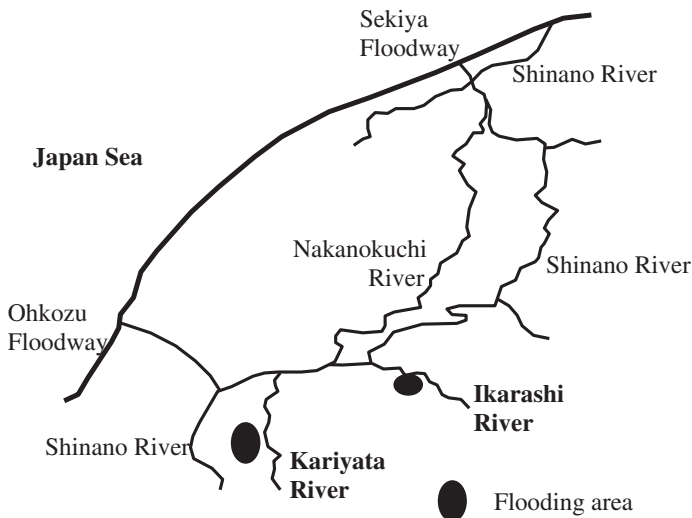 Sekiya
Floodway
Shinano River
Japan Sea
Nakanokuchi
River
Shinano River
Ohkozu
Floodway
Ikarashi
River
Shinano River
Kariyata
River
Flooding area